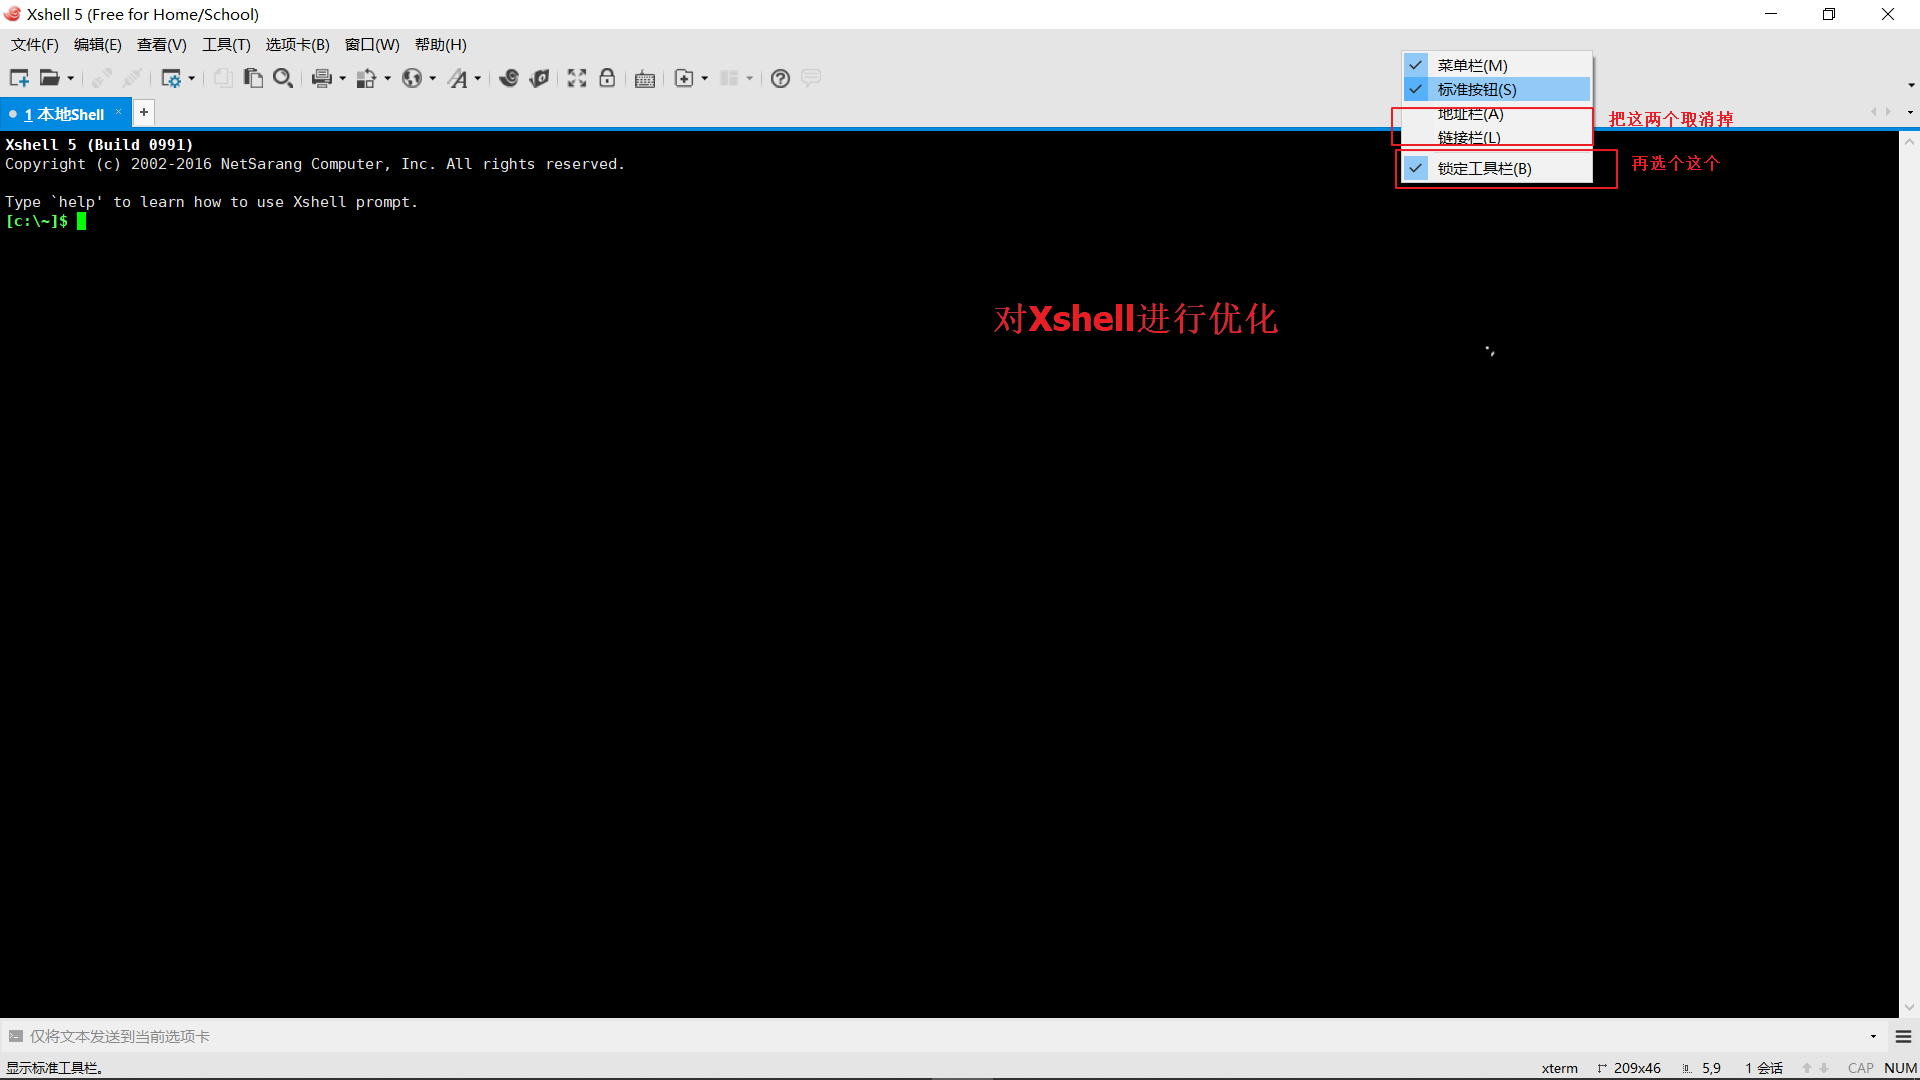 Xshell 5 (Free for Home/School)
文件(F) 编辑(E) 查看(V) 工具(T) 选项卡(B) 窗口(W) 帮助(H)
菜单栏(M)
标准按钮(S)
地址栏(A)
链接栏(L)
锁定工具栏(B)
把这两个取消掉
再选个这个
1 本地Shell
Xshell 5 (Build 0991)
Copyright (c) 2002-2016 NetSarang Computer, Inc. All rights reserved.
Type `help' to learn how to use Xshell prompt.
[c:\~]$
对Xshell进行优化
仅将文本发送到当前选项卡
显示标准工具栏。
xterm 209x46 5,9 1 会话 CAP NUM